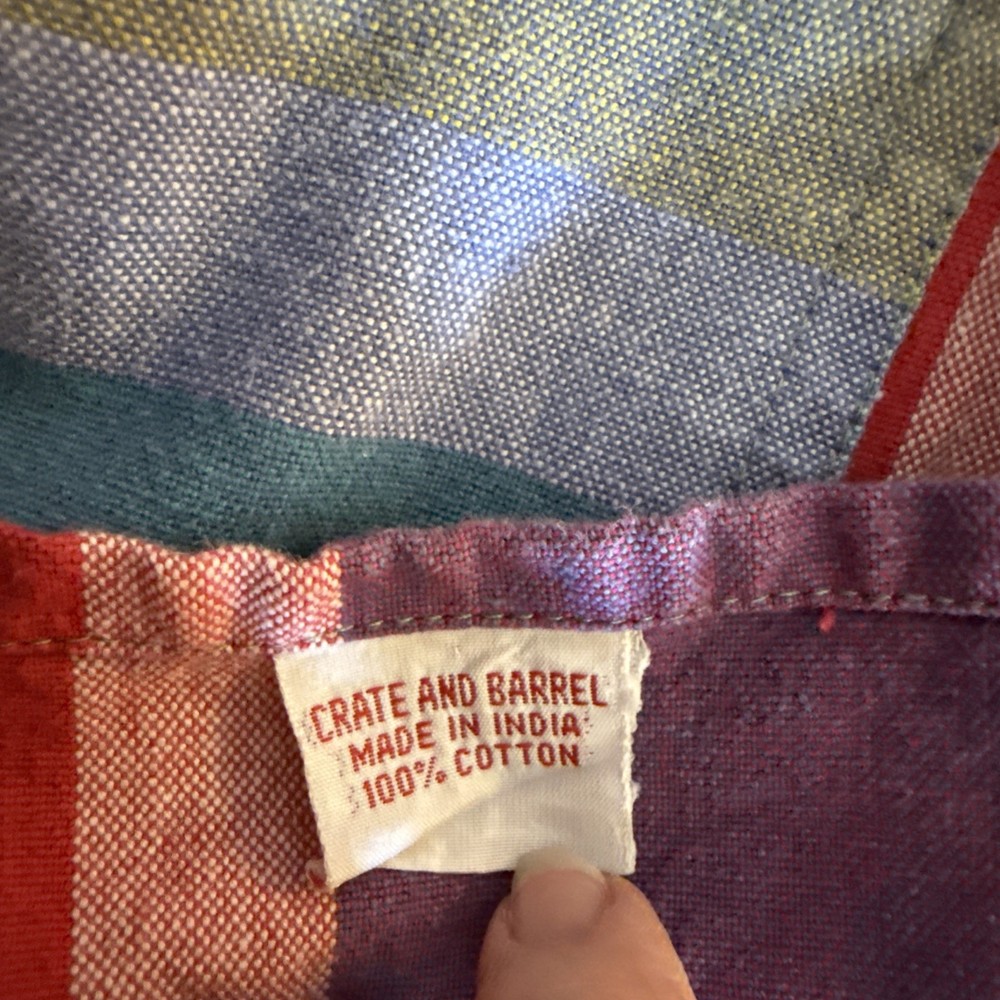 CRATE AND BARREL
MADE IN INDIA
100% COTTON